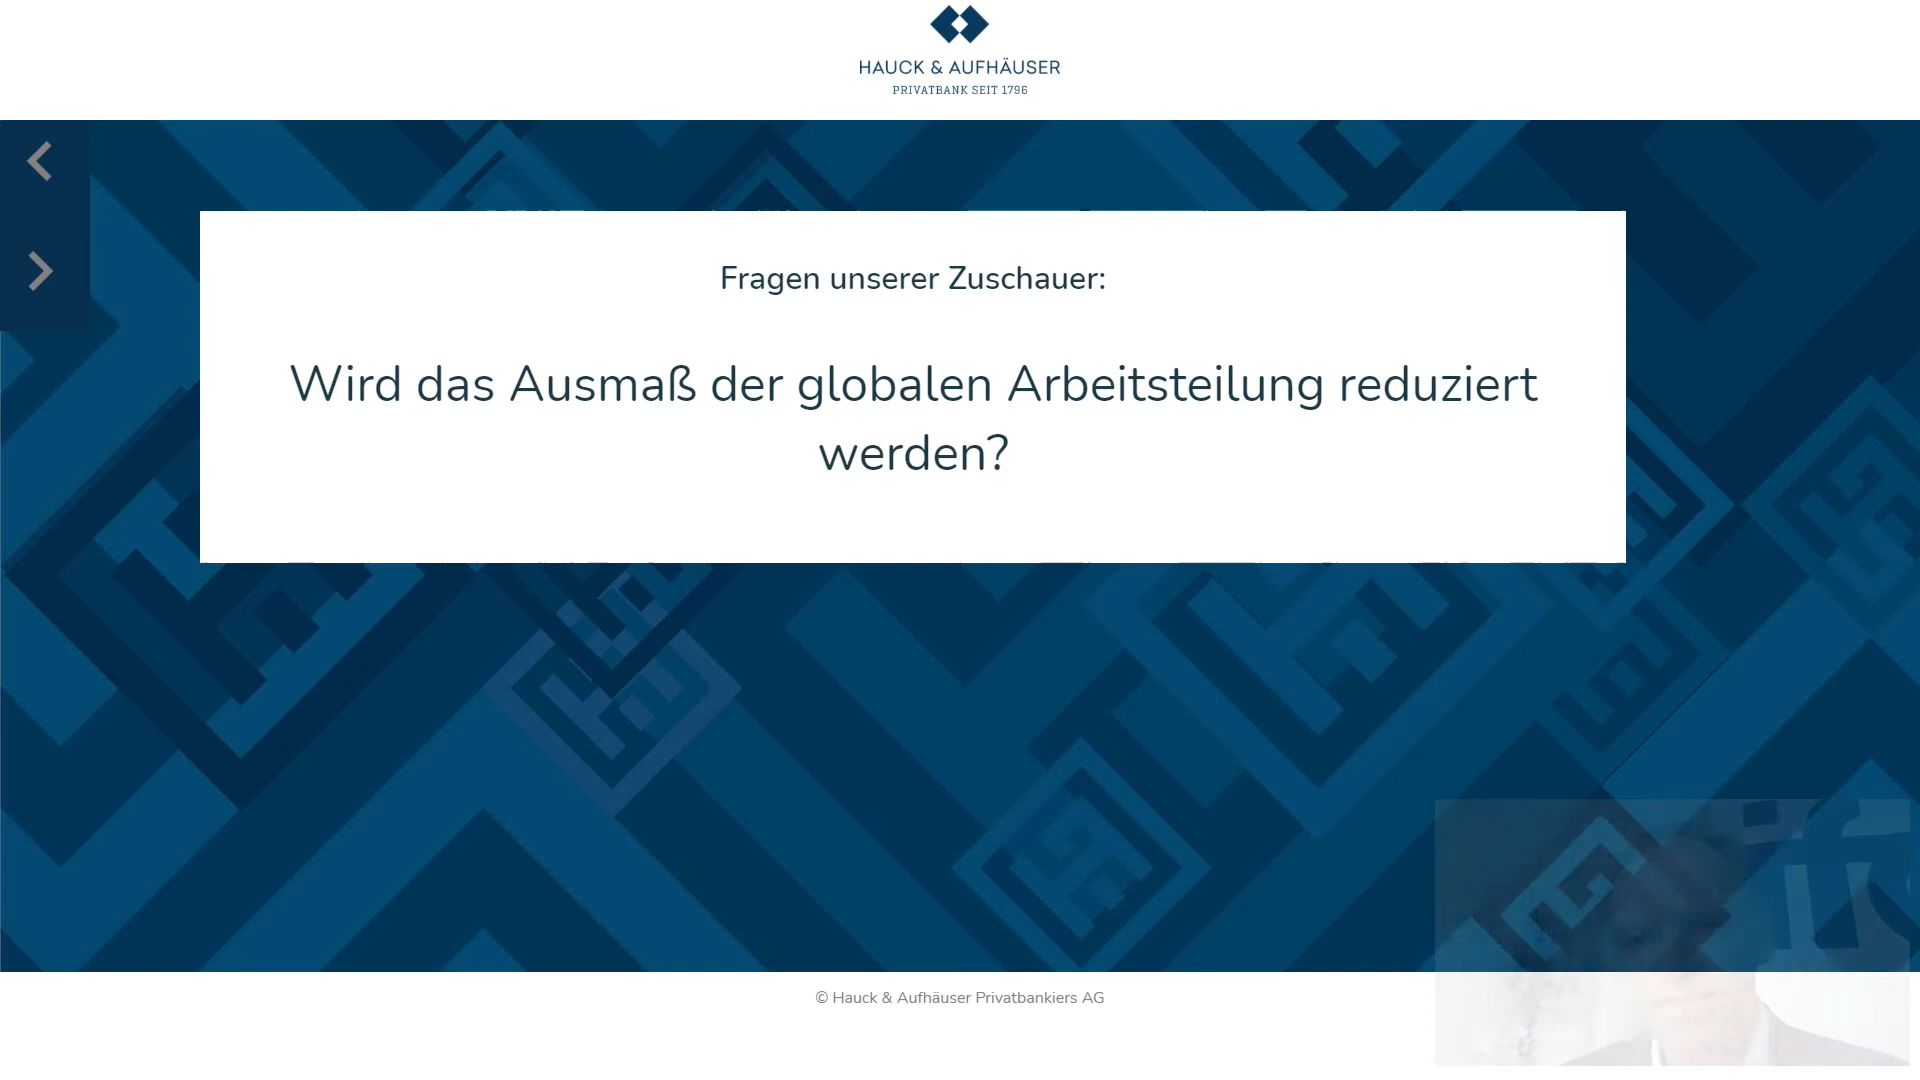 HAUCK & AUFHÄUSER
PRIVATBANK SEIT 1796
Fragen unserer Zuschauer:
Wird das Ausmaß der globalen Arbeitsteilung reduziert
werden?
© Hauck & Aufhäuser Privatbankiers AG